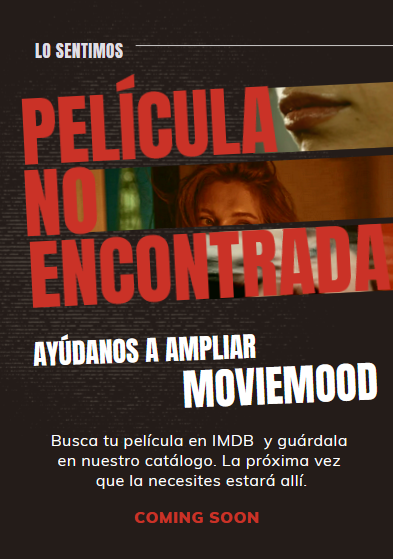 LO SENTIMOS
PELÍCULA
NO
ENCONTRADA
AYÚDANOS A AMPLIAR
MOVIEMOOD
Busca tu película en IMDB y guárdala
en nuestro catálogo. La próxima vez
que la necesites estará allí.
COMING SOON